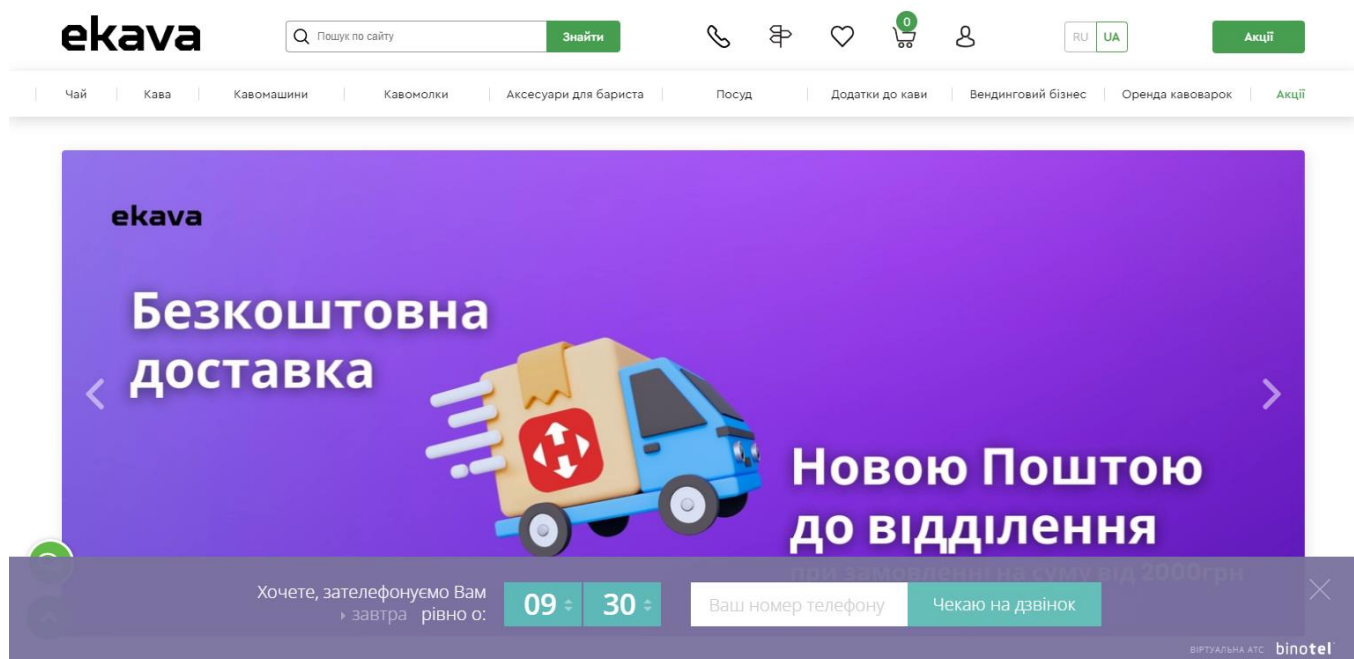 ekava
Пошук по сайту
Знайти
0
RU UA
Акції
Чай Кава Кавомашини Кавомолки Аксесуари для бариста Посуд Додатки до кави Вендинговий бізнес Оренда кавоварок Акції
ekava
Безкоштовна
доставка
Новою Поштою
до відділення
при замовленні на суму від 2000грн
Хочете, зателефонуємо Вам
завтра рівно о:
09 30
Ваш номер телефону
Чекаю на дзвінок
ВІРТУАЛЬНА АТС binotel